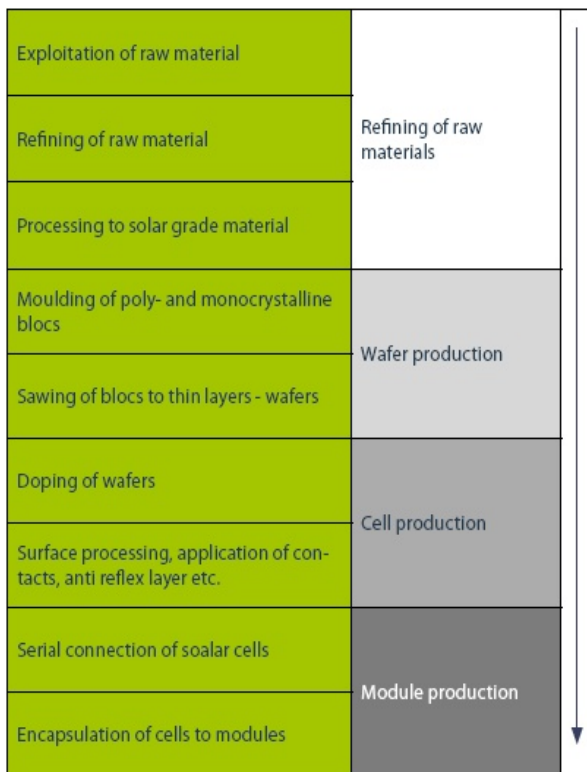 Exploitation of raw material
Refining of raw material
Processing to solar grade material
Refining of raw
materials
Moulding of poly- and monocrystalline
blocs
Sawing of blocs to thin layers - wafers
Wafer production
Doping of wafers
Surface processing, application of con-
tacts, anti reflex layer etc.
Cell production
Serial connection of soalar cells
Encapsulation of cells to modules
Module production